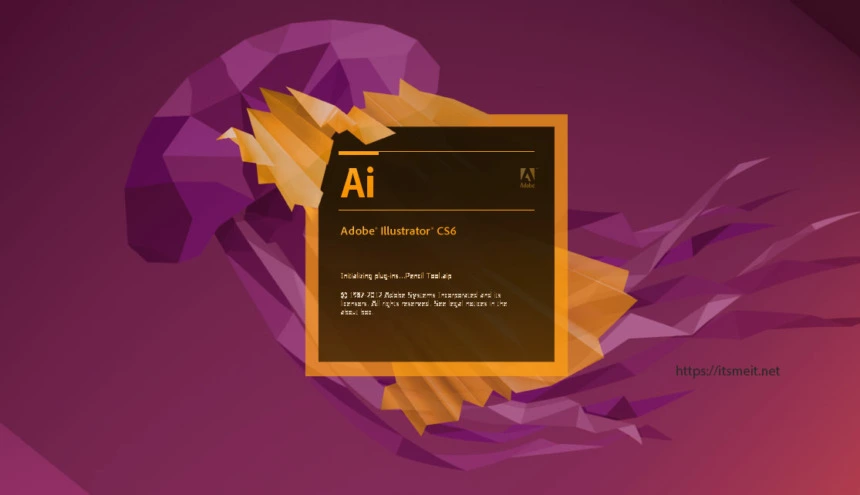 Ai
Adobe
Adobe® Illustrator® CS6
Initializing plug-ins...Pencil Tool.aip
© 1987-2012 Adobe Systems Incorporated and its
licensors. All rights reserved. See legal notices in the
about box.
https://itsmeit.net